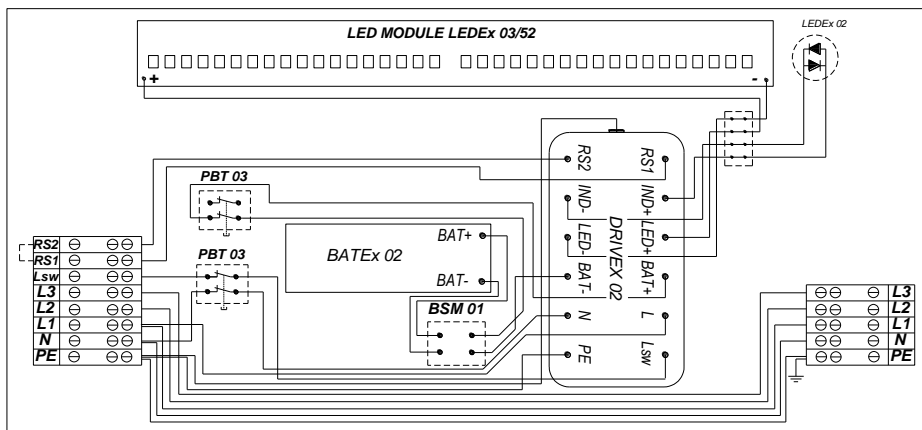 LED MODULE LEDEx 03/52
LEDEx 02
+ -
RS2 RS1
PBT 03
IND- IND+
DRIVEX 02
LED- LED+
BAT+
BATEx 02
BAT-
BAT- BAT+
PBT 03
BSM 01
N L
PE Lsw
RS2
RS1
Lsw
L3
L2
L1
N
PE
L3
L2
L1
N
PE